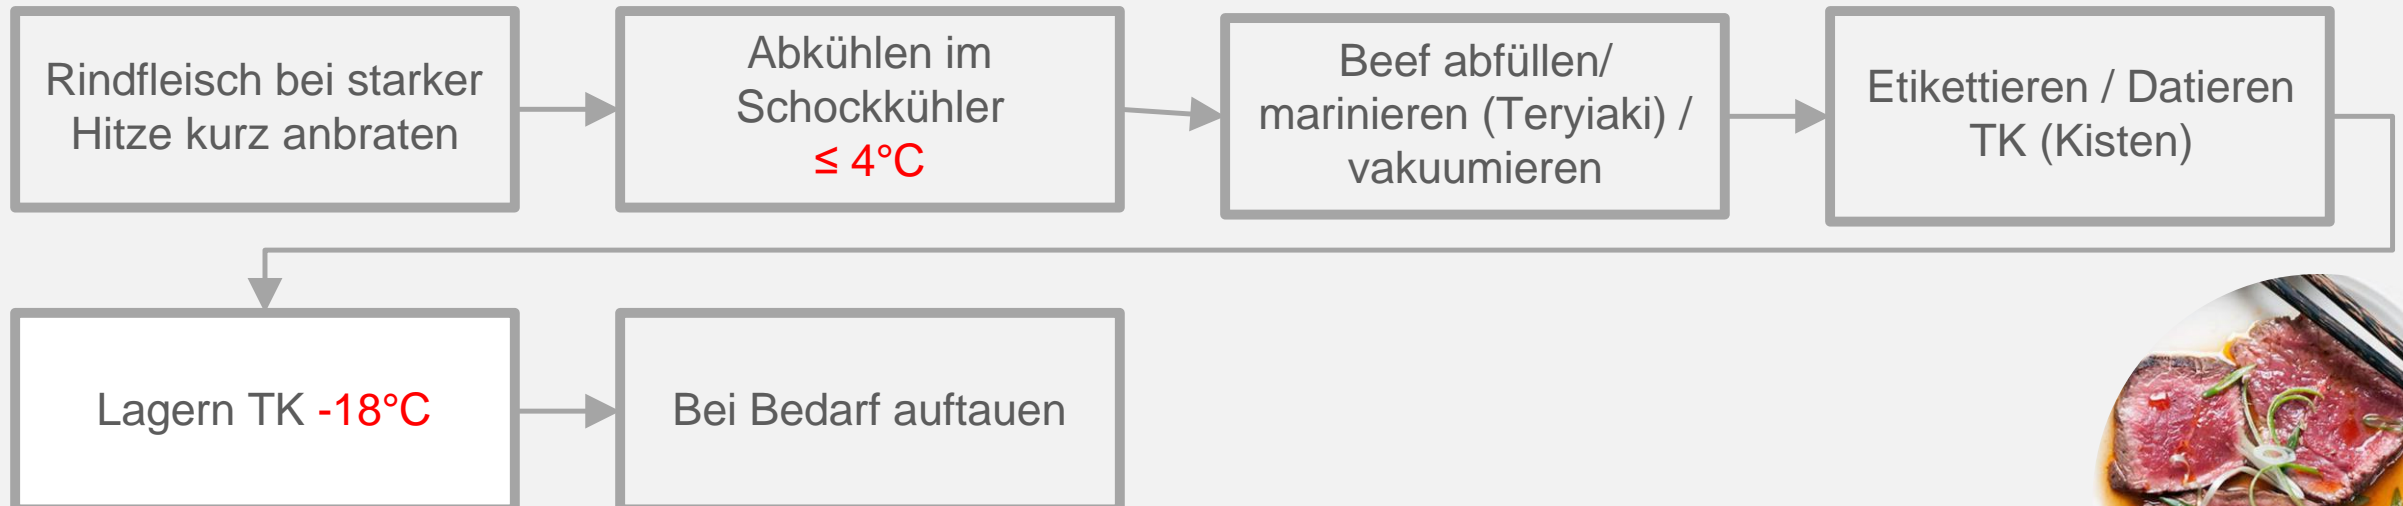 Rindfleisch bei starker
Hitze kurz anbraten
Abkühlen im
Schockkühler
≤ 4°C
Beef abfüllen/
marinieren (Teryiaki) /
vakuumieren
Etikettieren / Datieren
TK (Kisten)
Lagern TK -18°C
Bei Bedarf auftauen